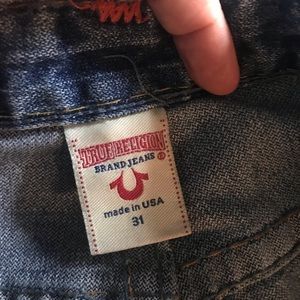 TRUE RELIGION
BRAND JEANS
made in USA
31